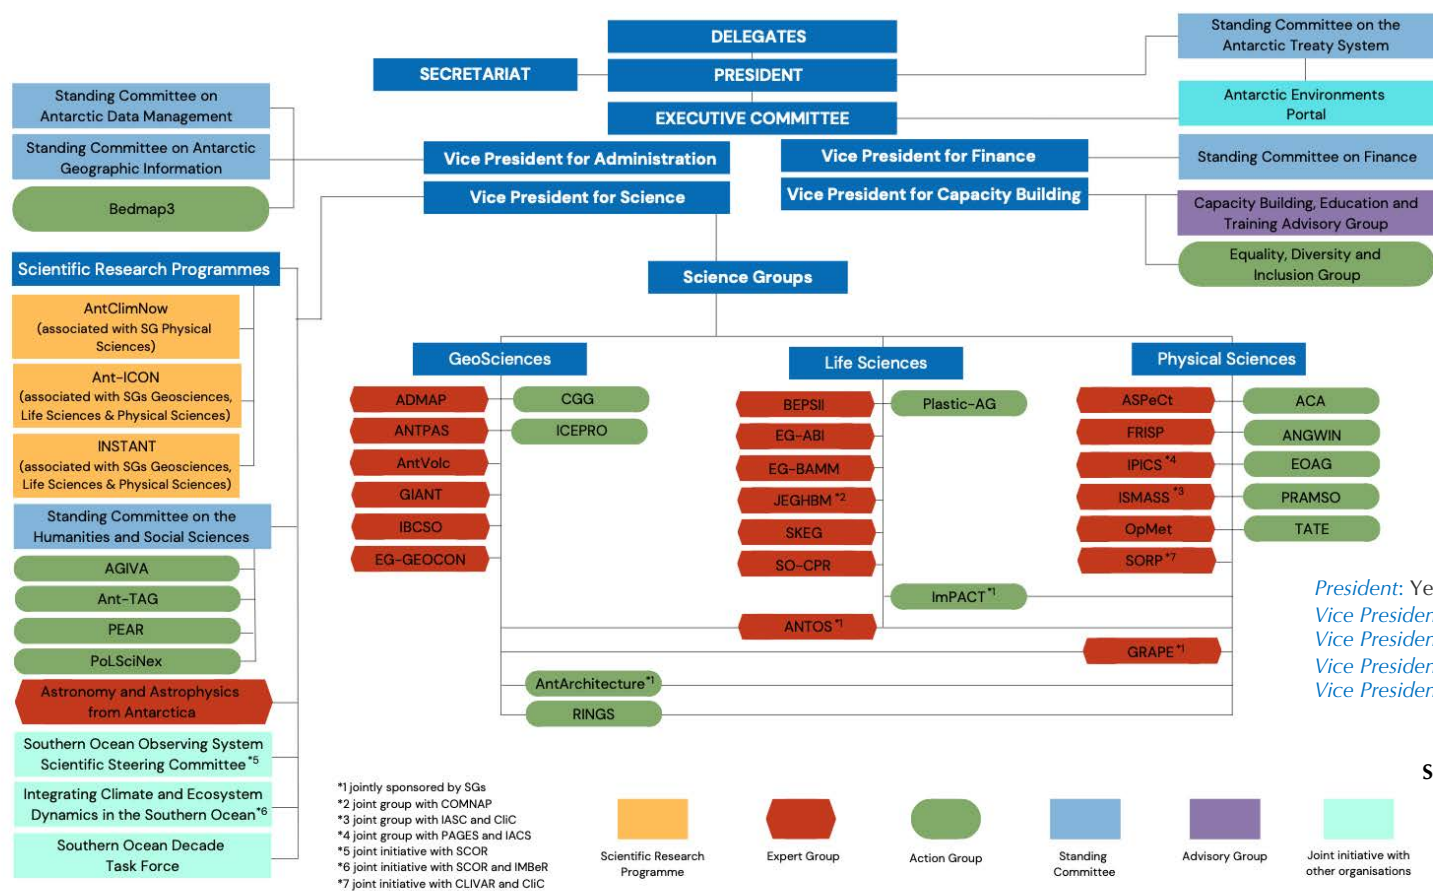 DELEGATES
SECRETARIAT
PRESIDENT
EXECUTIVE COMMITTEE
Standing Committee on the
Antarctic Treaty System
Antarctic Environments
Portal
Standing Committee on
Antarctic Data Management
Standing Committee on Antarctic
Geographic Information
Bedmap3
Vice President for Administration
Vice President for Science
Vice President for Finance
Vice President for Capacity Building
Standing Committee on Finance
Capacity Building, Education and
Training Advisory Group
Equality, Diversity and
Inclusion Group
Scientific Research Programmes
AntClimNow
(associated with SG Physical
Sciences)
Ant-ICON
(associated with SGs Geosciences,
Life Sciences & Physical Sciences)
INSTANT
(associated with SGs Geosciences,
Life Sciences & Physical Sciences)
Standing Committee on the
Humanities and Social Sciences
AGIVA
Ant-TAG
PEAR
PoLSciNex
Astronomy and Astrophysics
from Antarctica
Southern Ocean Observing System
Scientific Steering Committee*5
Integrating Climate and Ecosystem
Dynamics in the Southern Ocean*6
Southern Ocean Decade
Task Force
Science Groups
GeoSciences
ADMAP
CGG
ANTPAS
ICEPRO
AntVolc
GIANT
IBCSO
EG-GEOCON
Life Sciences
BEPSII
Plastic-AG
EG-ABI
EG-BAMM
JEGHBM *2
SKEG
SO-CPR
ImPACT*1
ANTOS*1
Physical Sciences
ASPeCt
ACA
FRISP
ANGWIN
IPICS *4
EOAG
ISMASS *3
PRAMSO
OpMet
TATE
SORP *7
GRAPE*1
AntArchitecture*1
RINGS
President: Ye
Vice Presiden
Vice Presiden
Vice Presiden
Vice Presiden
S
*1 jointly sponsored by SGs
*2 joint group with COMNAP
*3 joint group with IASC and CliC
*4 joint group with PAGES and IACS
*5 joint initiative with SCOR
*6 joint initiative with SCOR and IMBeR
*7 joint initiative with CLIVAR and CliC
Scientific Research
Programme
Expert Group
Action Group
Standing
Committee
Advisory Group
Joint initiative with
other organisations